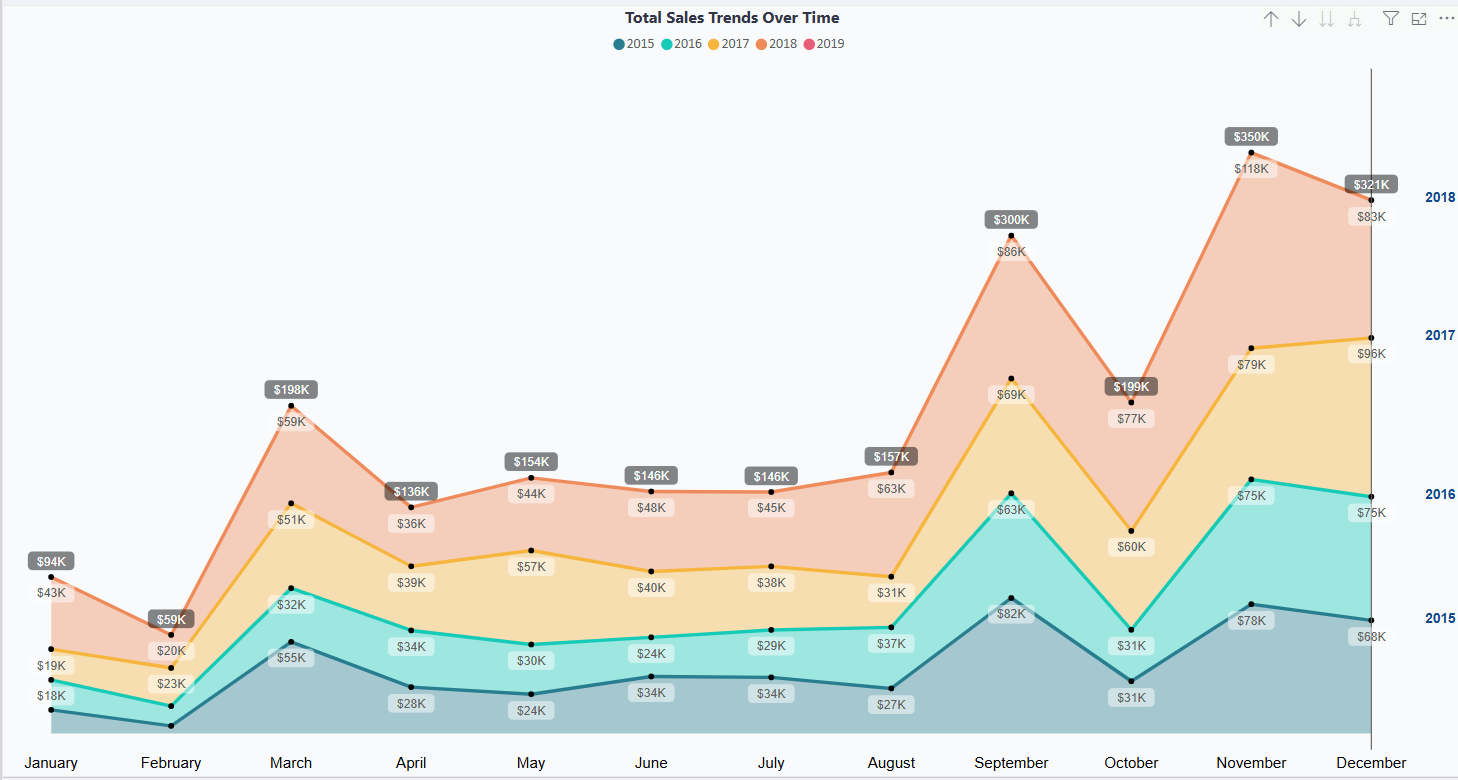 Total Sales Trends Over Time
2015 2016 2017 2018 2019
$350K
$118K
$321K
2018
$83K
$300K
$86K
2017
$96K
$79K
$199K
$77K
$198K
$59K
$69K
$154K
$157K
$44K
$146K
$146K
$63K
$136K
$48K
$45K
$36K
2016
$75K
$75K
$63K
$51K
$60K
$94K
$43K
$57K
$39K
$40K
$38K
$31K
$32K
$82K
2015
$59K
$78K
$68K
$20K
$34K
$37K
$31K
$19K
$55K
$30K
$24K
$29K
$23K
$18K
$28K
$24K
$34K
$34K
$27K
$31K
January February March April May June July August September October November December